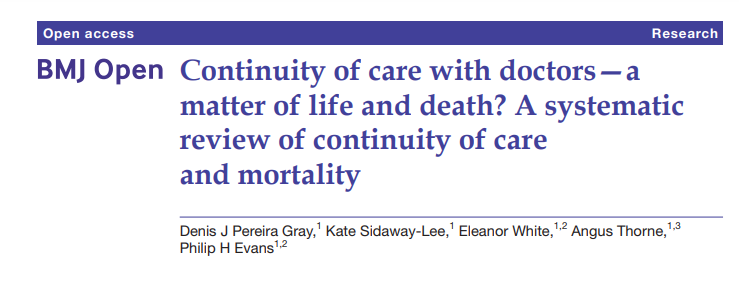 Open access Research
BMJ Open Continuity of care with doctors—a
matter of life and death? A systematic
review of continuity of care
and mortality
Denis J Pereira Gray,1 Kate Sidaway-Lee,1 Eleanor White,1,2 Angus Thorne,1,3
Philip H Evans1,2